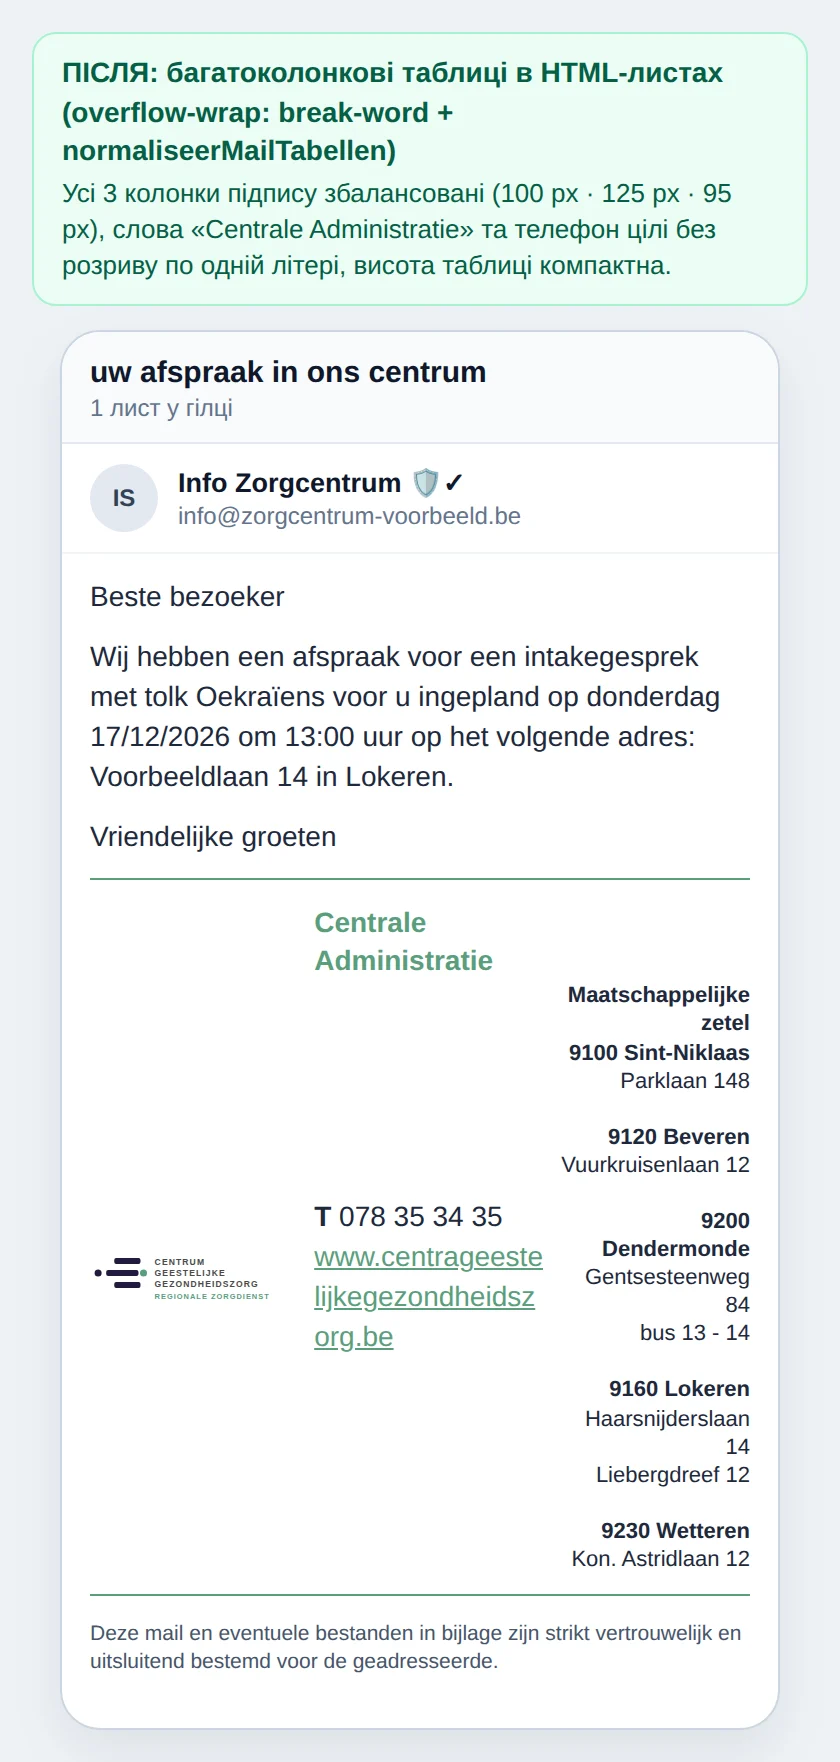 ПІСЛЯ: багатоколонкові таблиці в HTML-листах
(overflow-wrap: break-word +
normaliseerMailTabellen)
Усі 3 колонки підпису збалансовані (100 px · 125 px · 95
px), слова «Centrale Administratie» та телефон цілі без
розриву по одній літері, висота таблиці компактна.
uw afspraak in ons centrum
1 лист у гілці
IS
Info Zorgcentrum 🛡️✓
info@zorgcentrum-voorbeeld.be
Beste bezoeker
Wij hebben een afspraak voor een intakegesprek
met tolk Oekraïens voor u ingepland op donderdag
17/12/2026 om 13:00 uur op het volgende adres:
Voorbeeldlaan 14 in Lokeren.
Vriendelijke groeten
CENTRUM
GEESTELIJKE
GEZONDHEIDSZORG
REGIONALE ZORGDIENST
Centrale
Administratie
T 078 35 34 35
www.centrageeste
lijkegezondheidsz
org.be
Maatschappelijke
zetel
9100 Sint-Niklaas
Parklaan 148
9120 Beveren
Vuurkruisenlaan 12
9200
Dendermonde
Gentsesteenweg
84
bus 13 - 14
9160 Lokeren
Haarsnijderslaan
14
Liebergdreef 12
9230 Wetteren
Kon. Astridlaan 12
Deze mail en eventuele bestanden in bijlage zijn strikt vertrouwelijk en
uitsluitend bestemd voor de geadresseerde.